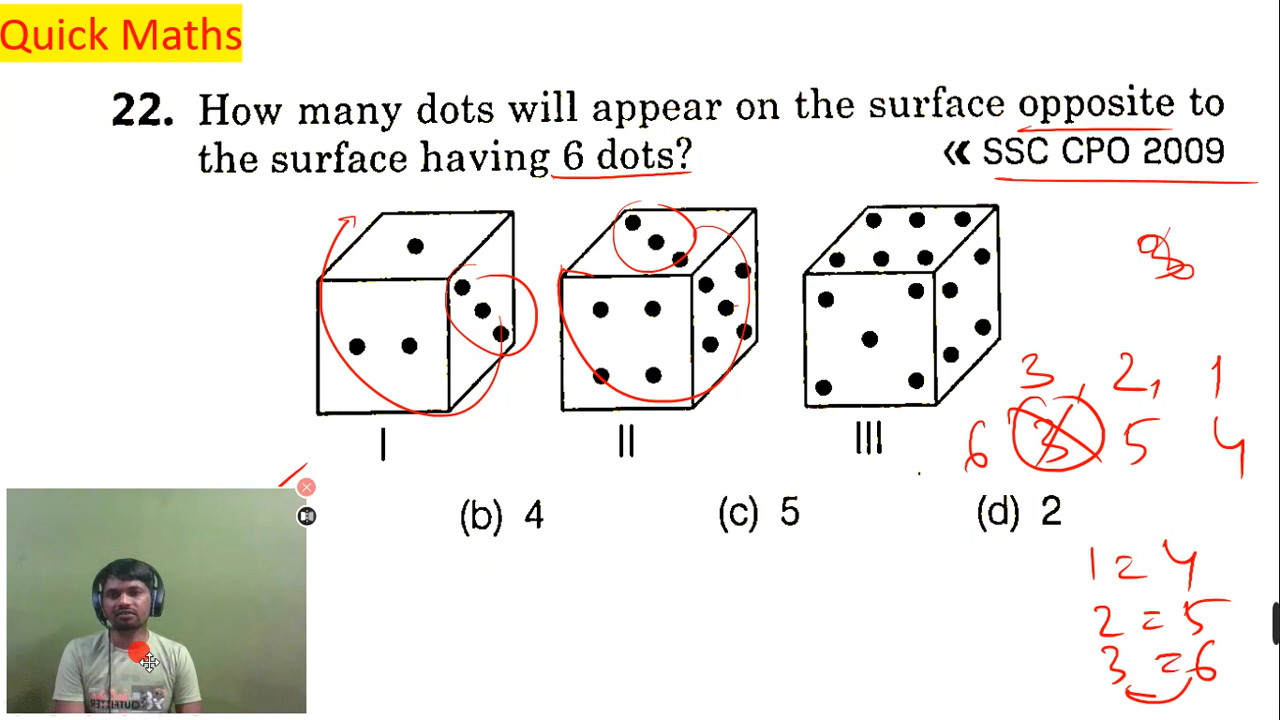 Quick Maths
22. How many dots will appear on the surface opposite to
the surface having 6 dots?
« SSC CPO 2009
I II III
3, 2, 1
6 3 5 4
(b) 4 (c) 5 (d) 2
1 = 4
2 = 5
3 = 6